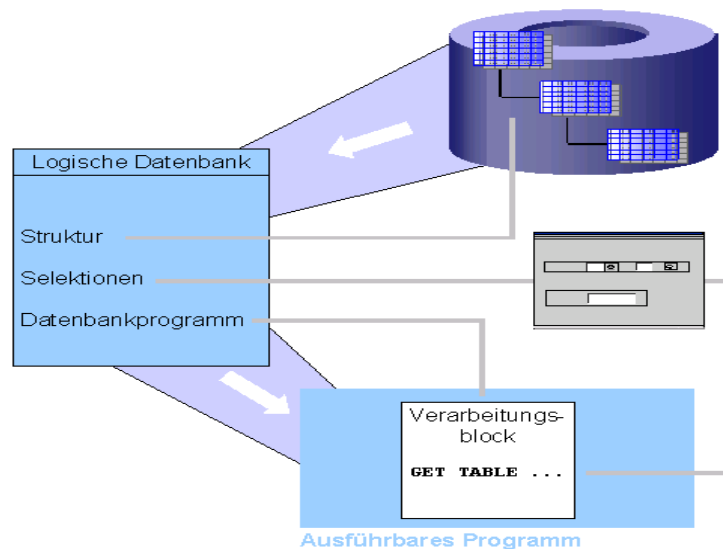 Logische Datenbank
Struktur
Selektionen
Datenbankprogramm
Verarbeitungs-
block
GET TABLE ...
Ausführbares Programm